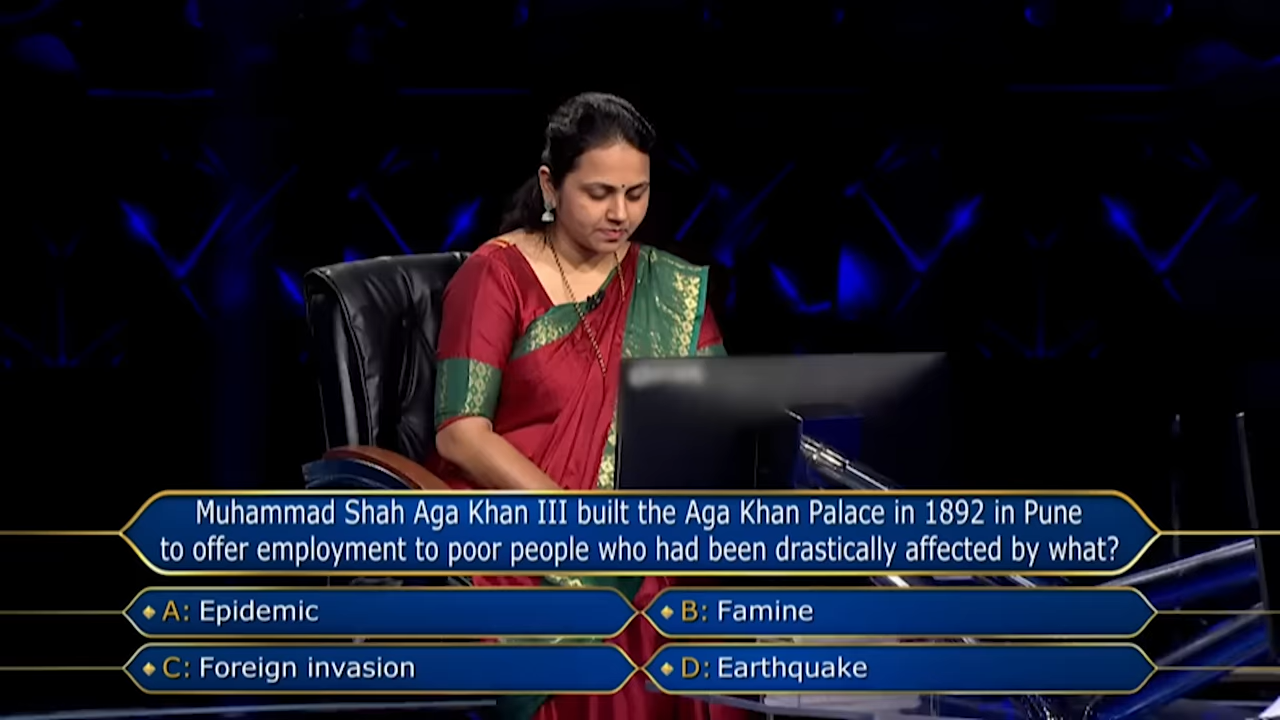 Muhammad Shah Aga Khan III built the Aga Khan Palace in 1892 in Pune
to offer employment to poor people who had been drastically affected by what?
A: Epidemic
B: Famine
C: Foreign invasion
D: Earthquake